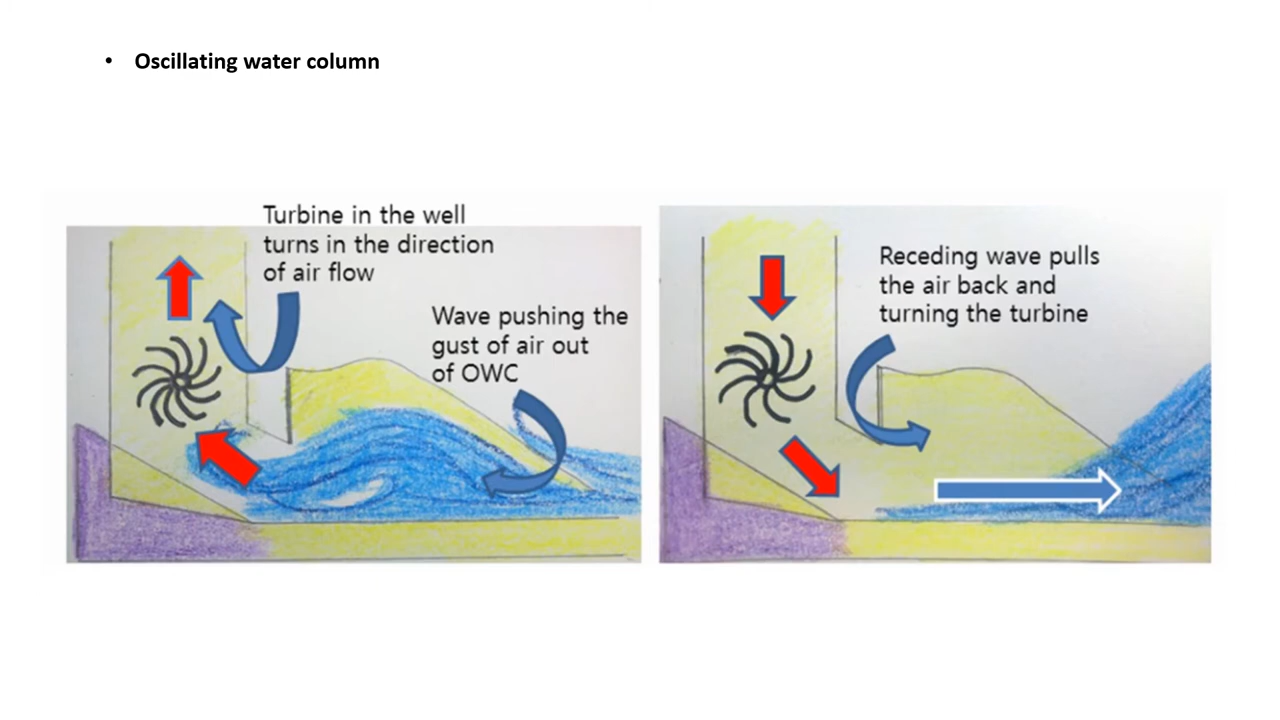 • Oscillating water column
Turbine in the well
turns in the direction
of air flow
Wave pushing the
gust of air out
of OWC
Receding wave pulls
the air back and
turning the turbine